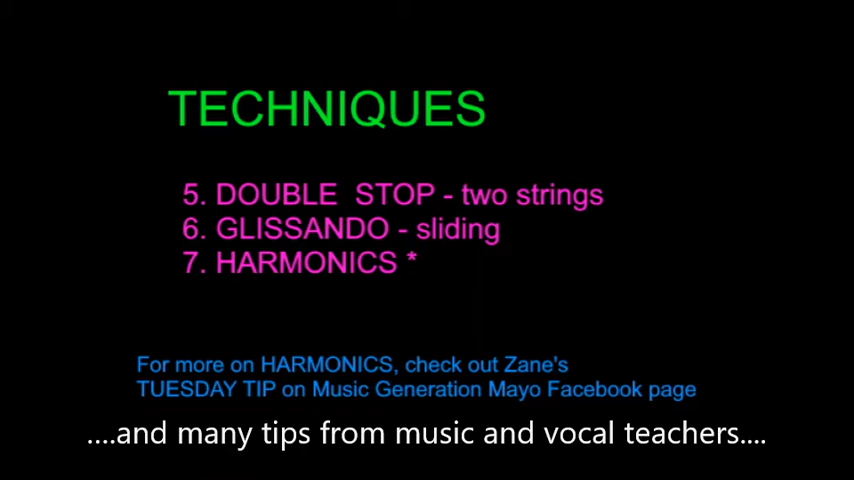 TECHNIQUES
5. DOUBLE STOP - two strings
6. GLISSANDO - sliding
7. HARMONICS *
For more on HARMONICS, check out Zane's
TUESDAY TIP on Music Generation Mayo Facebook page
....and many tips from music and vocal teachers....